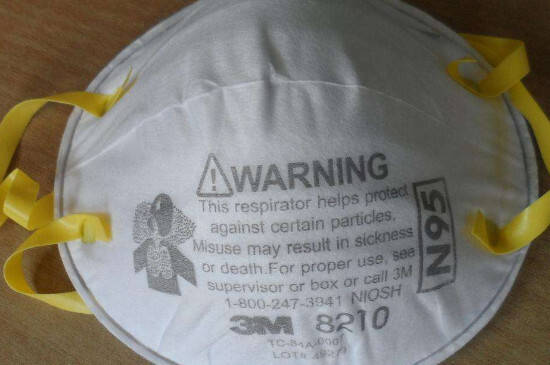 WARNING
This respirator helps protect
against certain particles.
Misuse may result in sickness
or death.For proper use, see
supervisor or box or call 3M
1-800-247-3941 NIOSH
N95
3M 8210
LOT#